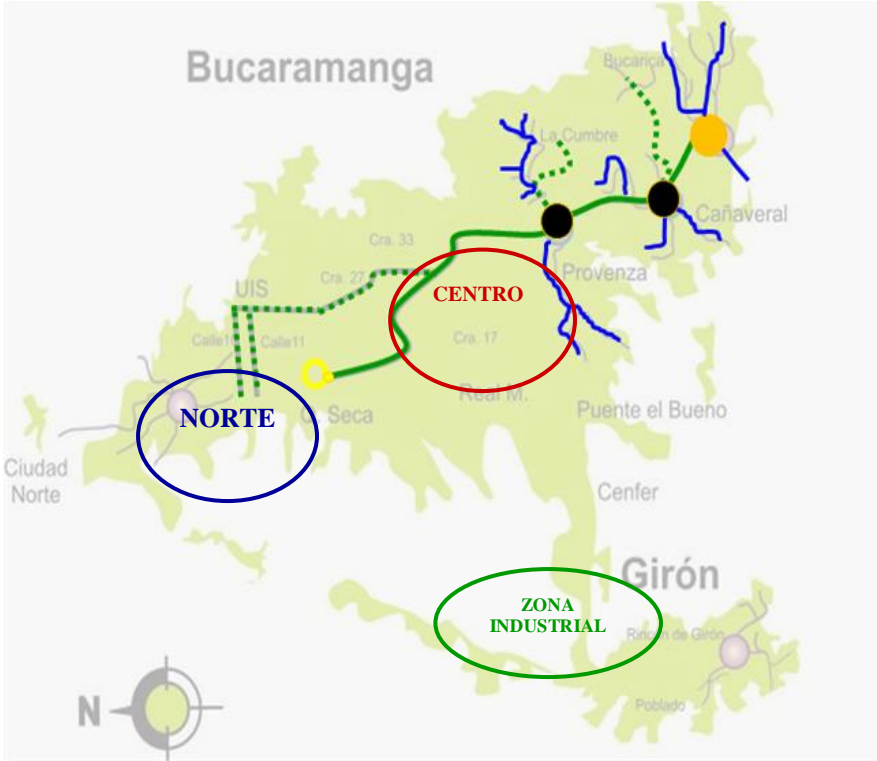 Bucaramanga
Bucarica
La Cumbre
Cañaveral
Cra. 33
Provenza
Cra. 27
UIS
CENTRO
Calle10
Calle11
Cra. 17
Real M.
Puente el Bueno
NORTE
Q. Seca
Ciudad
Norte
Cenfer
Girón
ZONA
INDUSTRIAL
Rincón de Girón
Poblado
N